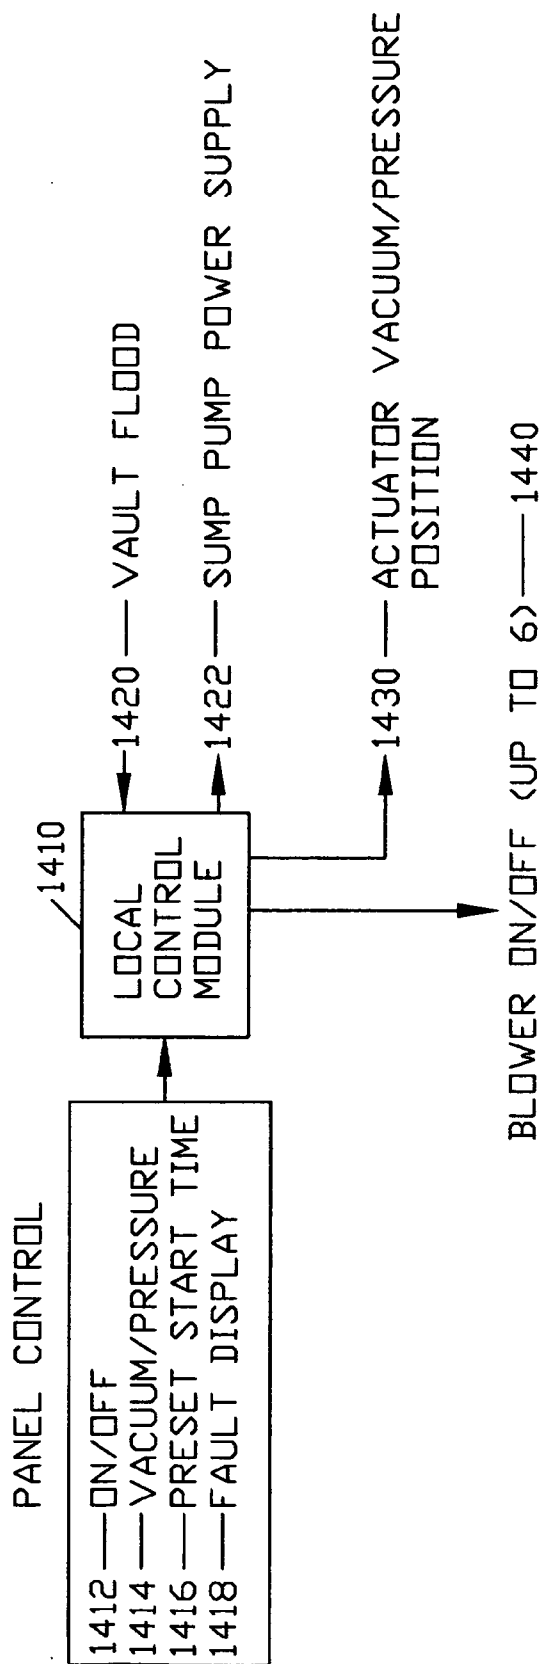 PANEL CONTROL
1412 ON/OFF
1414 VACUUM/PRESSURE
1416 PRESET START TIME
1418 FAULT DISPLAY
1410
LOCAL
CONTROL
MODULE
1420 VAULT FLOOD
1422 SUMP PUMP POWER SUPPLY
1430 ACTUATOR VACUUM/PRESSURE
POSITION
BLOWER ON/OFF (UP TO 6) 1440